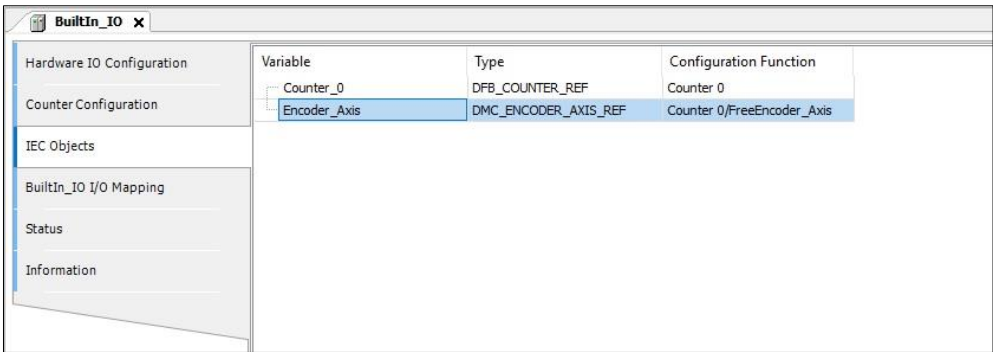 BuiltIn_IO X
Hardware IO Configuration
Counter Configuration
IEC Objects
BuiltIn_IO I/O Mapping
Status
Information
Variable Type Configuration Function
Counter_0 DFB_COUNTER_REF Counter 0
Encoder_Axis DMC_ENCODER_AXIS_REF Counter 0/FreeEncoder_Axis